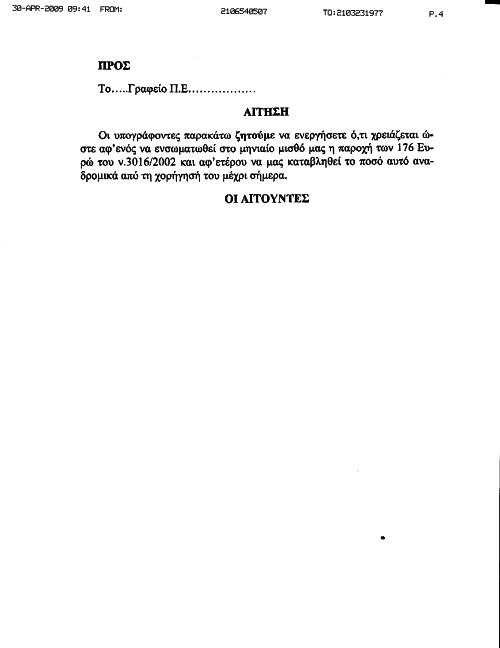 30-APR-2009 09:41 FROM: 2106540507 TO:2103231977 P.4
ΠΡΟΣ
Το.....Γραφείο Π.Ε..................
ΑΙΤΗΣΗ
Οι υπογράφοντες παρακάτω ζητούμε να ενεργήσετε ό,τι χρειάζεται ώ-
στε αφ'ενός να ενσωματωθεί στο μηνιαίο μισθό μας η παροχή των 176 Ευ-
ρώ του ν.3016/2002 και αφ'ετέρου να μας καταβληθεί το ποσό αυτό ανα-
δρομικά από τη χορήγησή του μέχρι σήμερα.
ΟΙ ΑΙΤΟΥΝΤΕΣ